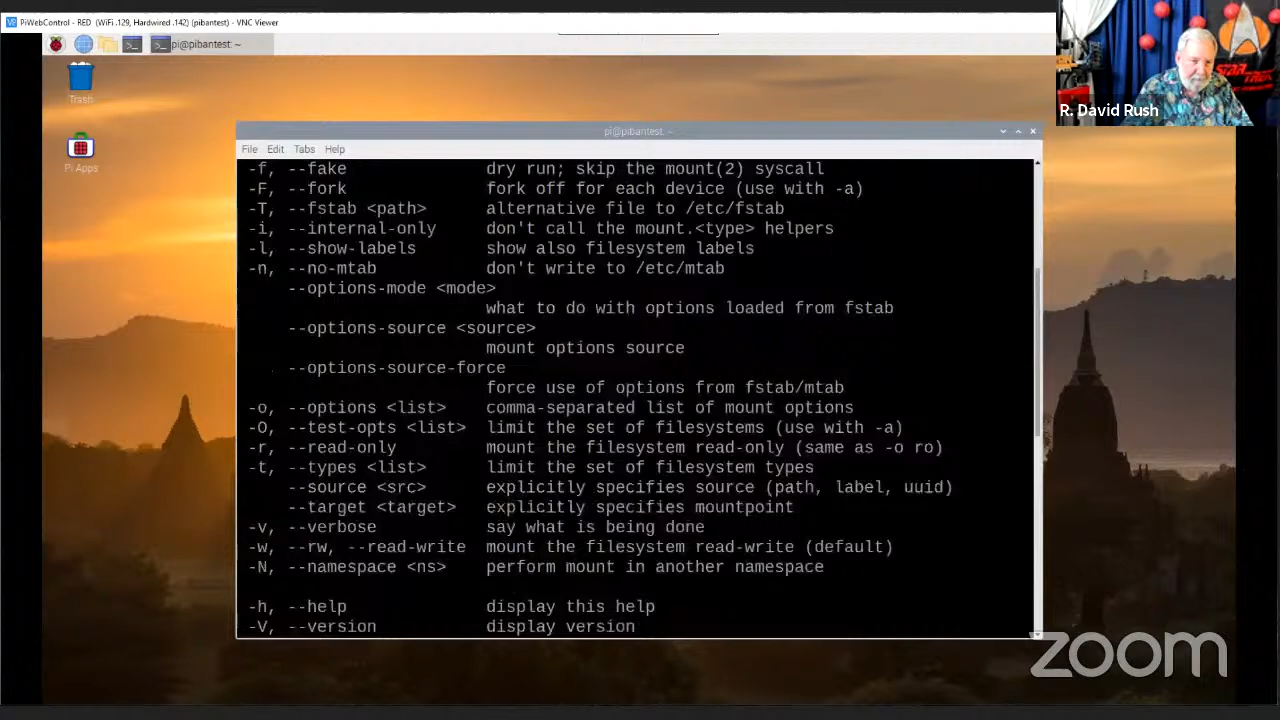 PiWebControl - RED (WiFi .129, Hardwired .142) (pibantest) - VNC Viewer
pi@pibantest: ~
Trash
Pi Apps
STAR TREK
R. David Rush
pi@pibantest: ~
File Edit Tabs Help
-f, --fake dry run; skip the mount(2) syscall
-F, --fork fork off for each device (use with -a)
-T, --fstab <path> alternative file to /etc/fstab
-i, --internal-only don't call the mount.<type> helpers
-l, --show-labels show also filesystem labels
-n, --no-mtab don't write to /etc/mtab
--options-mode <mode>
what to do with options loaded from fstab
--options-source <source>
mount options source
--options-source-force
force use of options from fstab/mtab
-o, --options <list> comma-separated list of mount options
-O, --test-opts <list> limit the set of filesystems (use with -a)
-r, --read-only mount the filesystem read-only (same as -o ro)
-t, --types <list> limit the set of filesystem types
--source <src> explicitly specifies source (path, label, uuid)
--target <target> explicitly specifies mountpoint
-v, --verbose say what is being done
-w, --rw, --read-write mount the filesystem read-write (default)
-N, --namespace <ns> perform mount in another namespace
-h, --help display this help
-V, --version display version
zoom